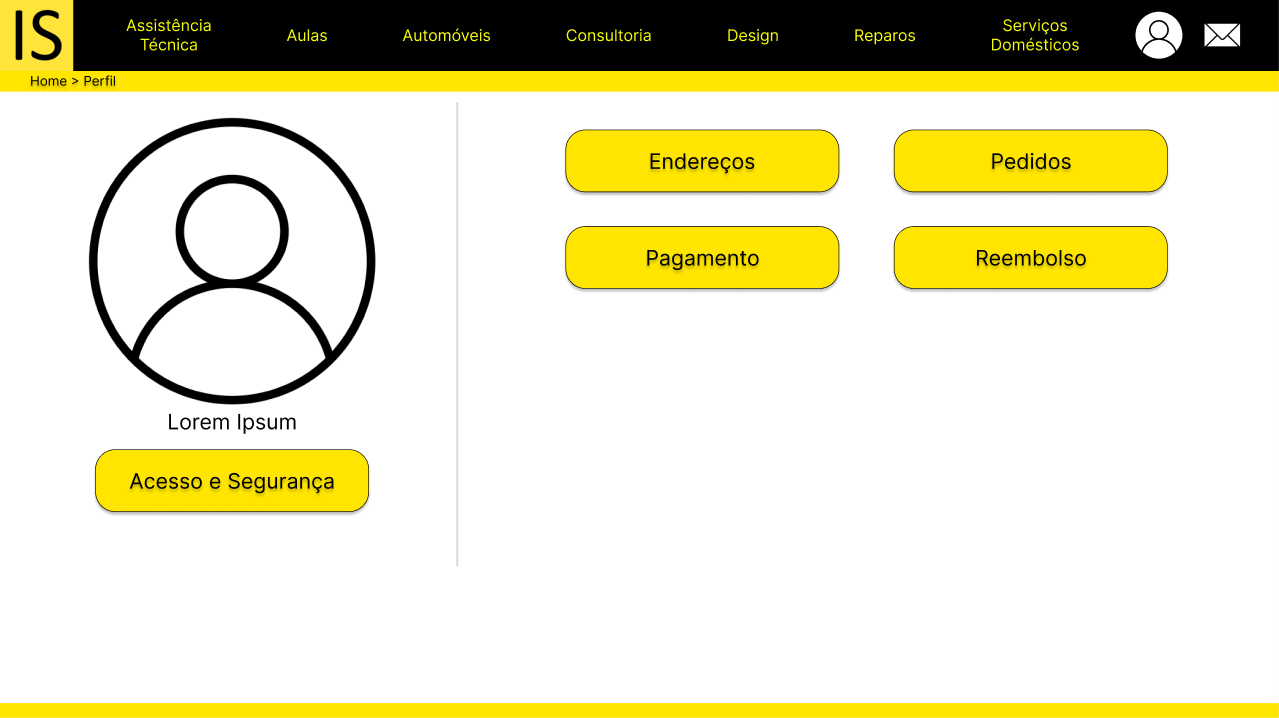 IS
Assistência
Técnica
Aulas
Automóveis
Consultoria
Design
Reparos
Serviços
Domésticos
Home > Perfil
Endereços
Pedidos
Pagamento
Reembolso
Lorem Ipsum
Acesso e Segurança